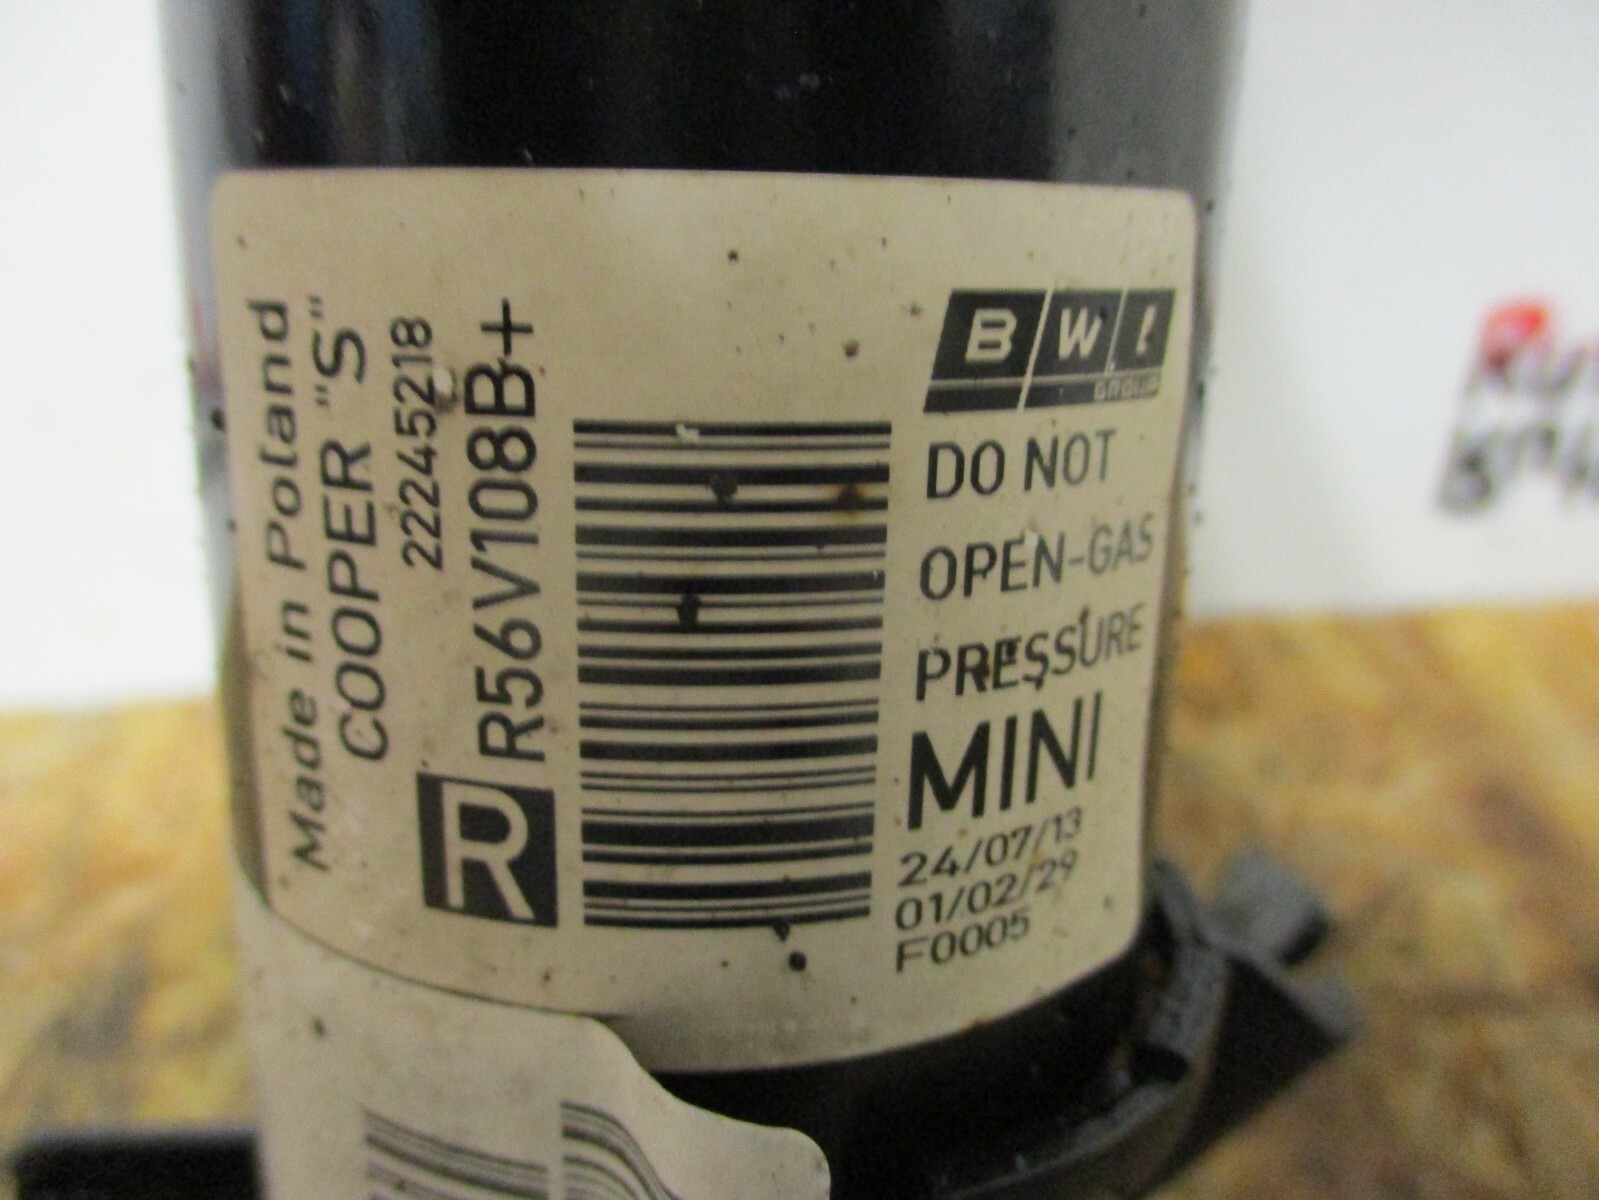 Made in Poland
COOPER "S"
22245218
R R56V108B+
BWI
GROUP
DO NOT
OPEN-GAS
PRESSURE
MINI
24/07/13
01/02/29
F0005